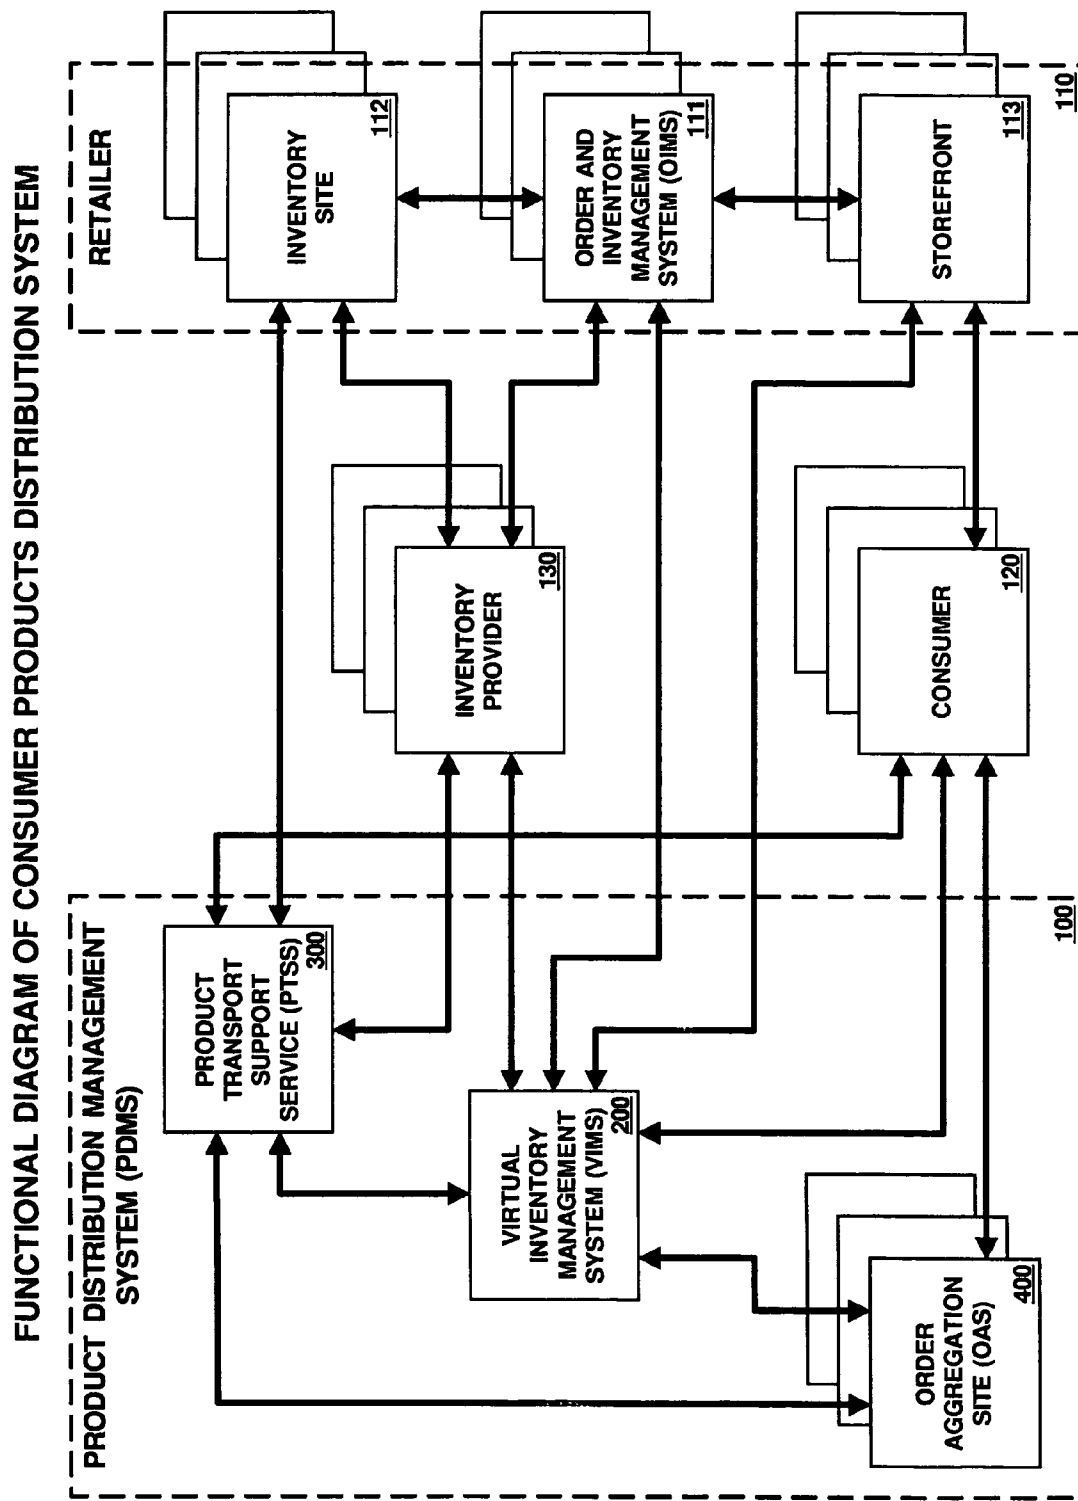 FUNCTIONAL DIAGRAM OF CONSUMER PRODUCTS DISTRIBUTION SYSTEM
PRODUCT DISTRIBUTION MANAGEMENT
SYSTEM (PDMS)
RETAILER
PRODUCT
TRANSPORT
SUPPORT
SERVICE (PTSS)
300
INVENTORY
SITE
112
INVENTORY
PROVIDER
130
VIRTUAL
INVENTORY
MANAGEMENT
SYSTEM (VIMS)
200
ORDER AND
INVENTORY
MANAGEMENT
SYSTEM (OIMS)
111
ORDER
AGGREGATION
SITE (OAS)
400
CONSUMER
120
STOREFRONT
113
100
110